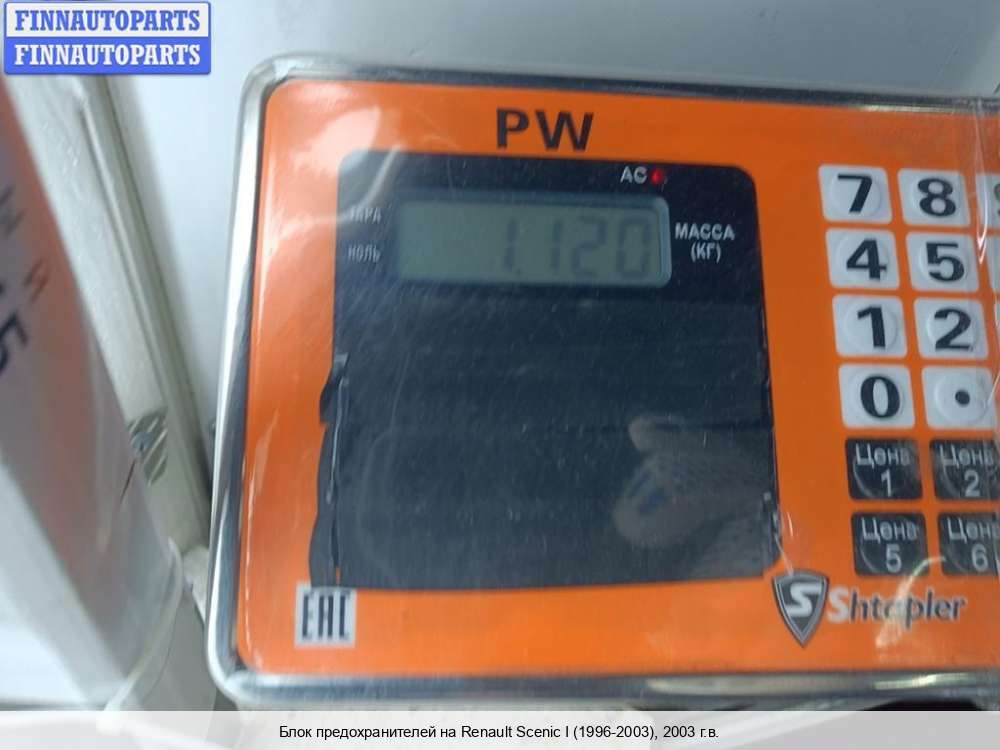 FINNAUTOPARTS
FINNAUTOPARTS
PW
AC
ТАРА
НОЛЬ
1.120
МАССА
(КГ)
7 8
4 5
1 2
0 .
Цена 1 Цена 2
Цена 5 Цена 6
EAC
S Shtapler
Блок предохранителей на Renault Scenic I (1996-2003), 2003 г.в.